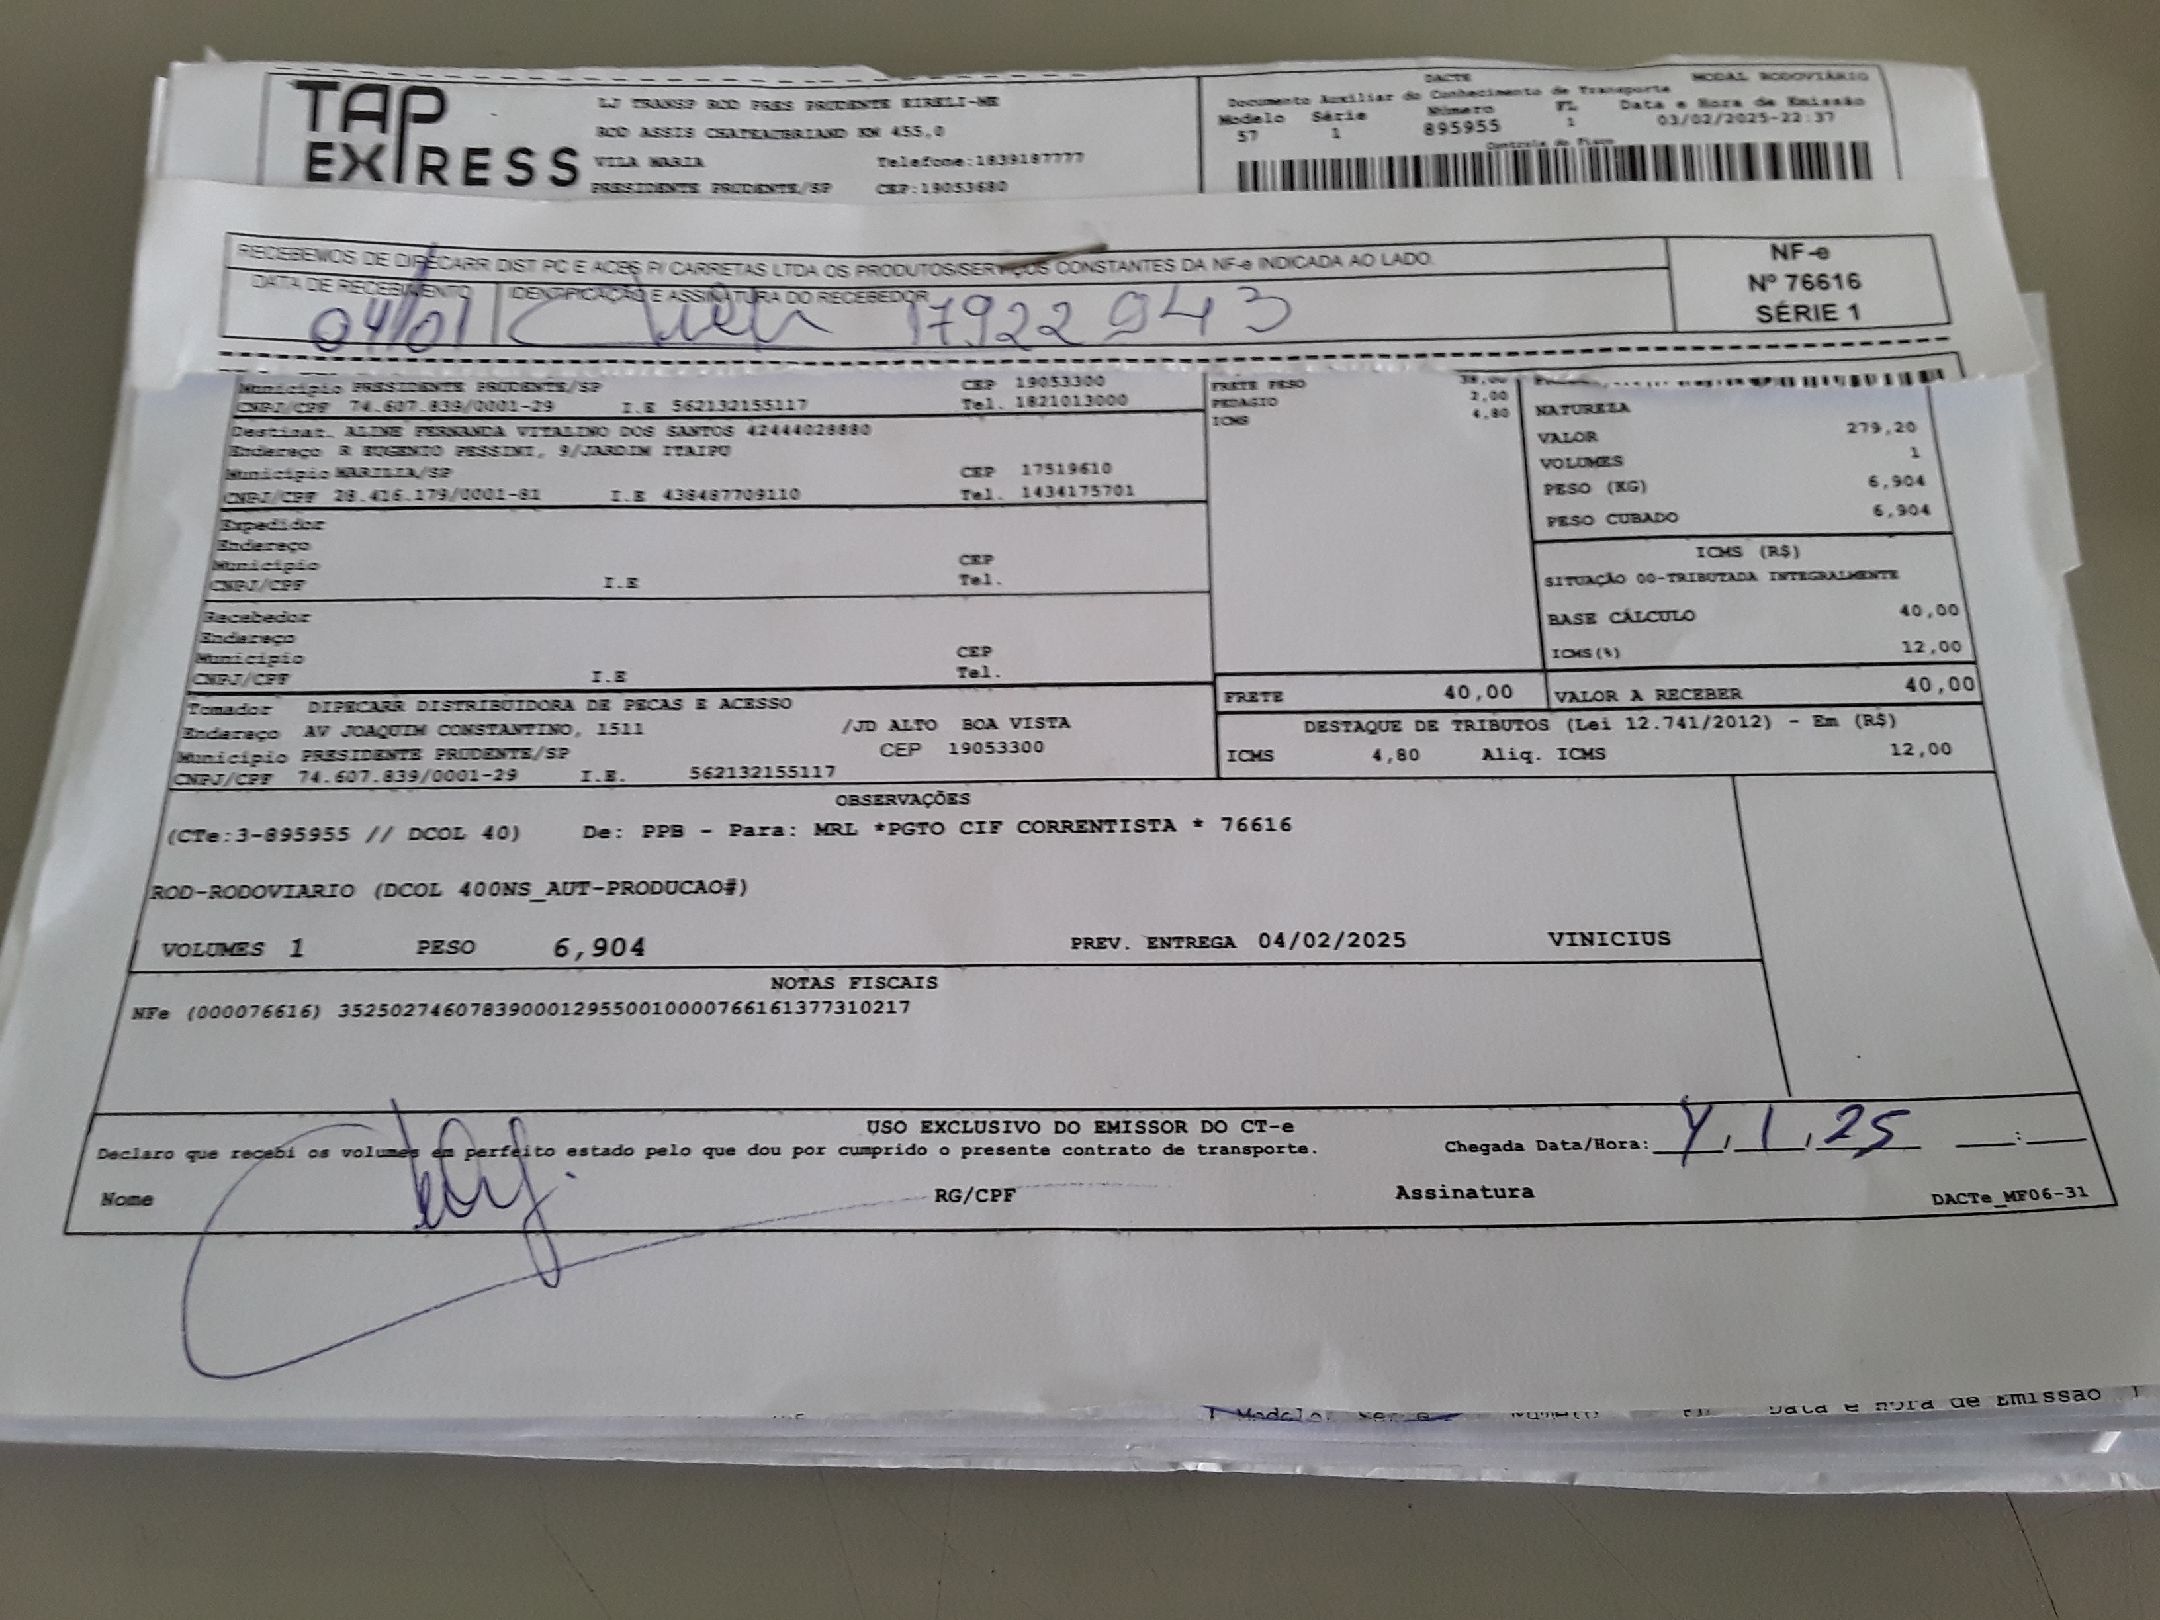 TAP
EXPRESS
LJ TRANSP ROD PRES PRUDENTE EIRELI-ME
ROD ASSIS CHATEAUBRIAND KM 455,0
VILA MARIA Telefone:1839187777
PRESIDENTE PRUDENTE/SP CEP:19053680
DACTE MODAL RODOVIÁRIO
Documento Auxiliar do Conhecimento de Transporte
Modelo Série Número FL Data e Hora de Emissão
57 1 895955 1 03/02/2025-22:37
Controle do Fisco
RECEBEMOS DE DIPECARR DIST PC E ACES P/ CARRETAS LTDA OS PRODUTOS/SERVIÇOS CONSTANTES DA NF-e INDICADA AO LADO.
DATA DE RECEBIMENTO IDENTIFICAÇÃO E ASSINATURA DO RECEBEDOR
04/01 17922943
NF-e
Nº 76616
SÉRIE 1
Município PRESIDENTE PRUDENTE/SP CEP 19053300
CNPJ/CPF 74.607.839/0001-29 I.E 562132155117 Tel. 1821013000
Destinat. ALINE FERNANDA VITALINO DOS SANTOS 42444028880
Endereço R EUGENIO PESSINI, 9/JARDIM ITAIPU
Município MARILIA/SP CEP 17519610
CNPJ/CPF 28.416.179/0001-81 I.E 438487709110 Tel. 1434175701
Expedidor
Endereço
Município CEP
CNPJ/CPF I.E Tel.
Recebedor
Endereço
Município CEP
CNPJ/CPF I.E Tel.
Tomador DIPECARR DISTRIBUIDORA DE PECAS E ACESSO
Endereço AV JOAQUIM CONSTANTINO, 1511 /JD ALTO BOA VISTA
Município PRESIDENTE PRUDENTE/SP CEP 19053300
CNPJ/CPF 74.607.839/0001-29 I.E. 562132155117
FRETE PESO 38,00
PEDAGIO 2,00
ICMS 4,80
NATUREZA
VALOR 279,20
VOLUMES 1
PESO (KG) 6,904
PESO CUBADO 6,904
ICMS (R$)
SITUAÇÃO 00-TRIBUTADA INTEGRALMENTE
BASE CÁLCULO 40,00
ICMS(%) 12,00
FRETE 40,00 VALOR A RECEBER 40,00
DESTAQUE DE TRIBUTOS (Lei 12.741/2012) - Em (R$)
ICMS 4,80 Aliq. ICMS 12,00
OBSERVAÇÕES
(CTe:3-895955 // DCOL 40) De: PPB - Para: MRL *PGTO CIF CORRENTISTA * 76616
ROD-RODOVIARIO (DCOL 400NS_AUT-PRODUCAO#)
VOLUMES 1 PESO 6,904 PREV. ENTREGA 04/02/2025 VINICIUS
NOTAS FISCAIS
NFe (000076616) 35250274607839000129550010000766161377310217
USO EXCLUSIVO DO EMISSOR DO CT-e
Declaro que recebi os volumes em perfeito estado pelo que dou por cumprido o presente contrato de transporte. Chegada Data/Hora: 4, 1, 25 :
Nome RG/CPF Assinatura DACTe_MF06-31
Data e Hora de Emissão